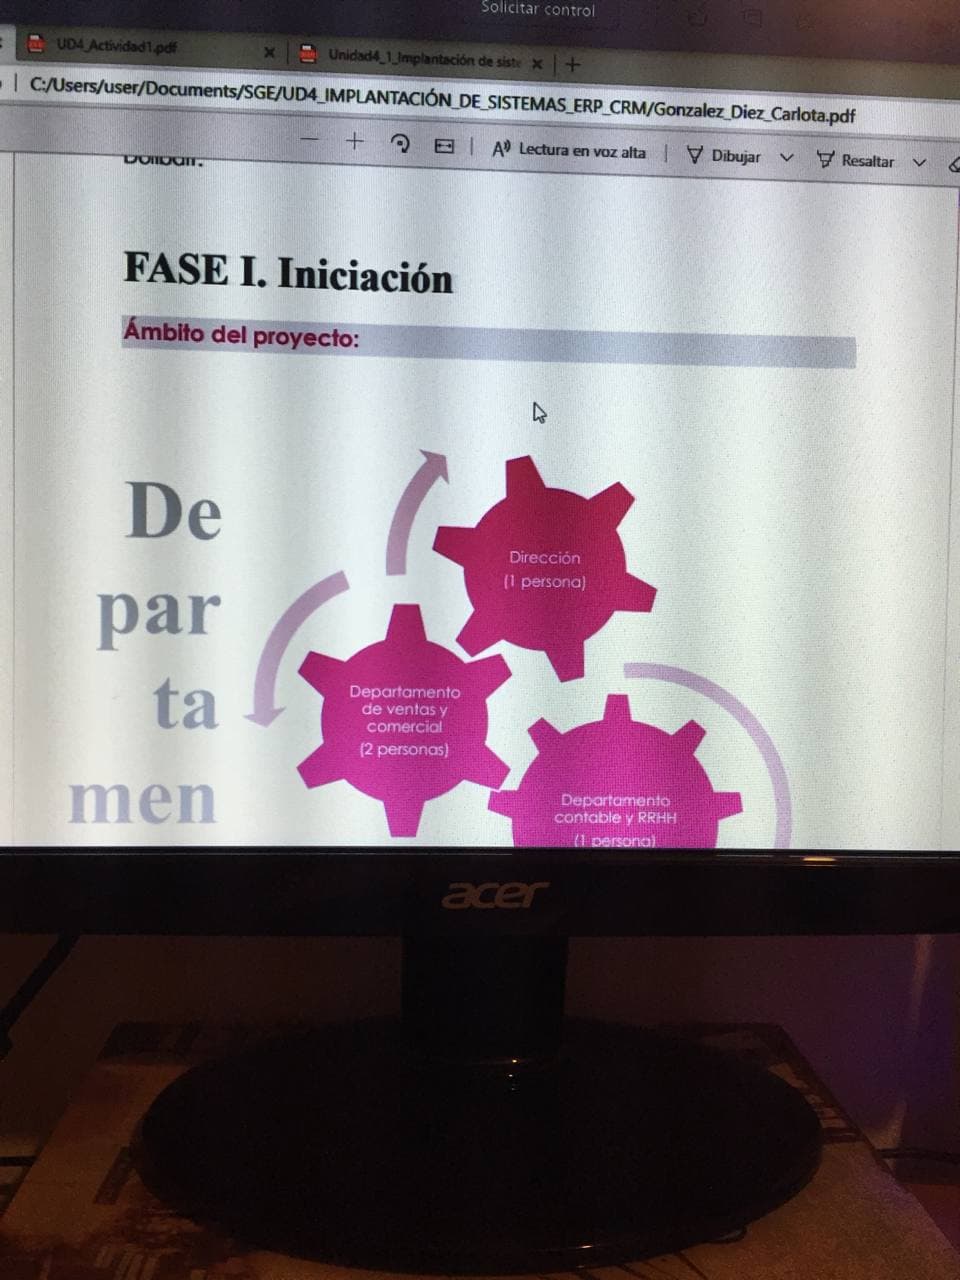 Solicitar control
UD4_Actividad1.pdf
Unidad4_1_Implantación de siste
C:/Users/user/Documents/SGE/UD4_IMPLANTACIÓN_DE_SISTEMAS_ERP_CRM/Gonzalez_Diez_Carlota.pdf
Lectura en voz alta
Dibujar
Resaltar
FASE I. Iniciación
Ámbito del proyecto:
De
par
ta
men
Dirección
(1 persona)
Departamento
de ventas y
comercial
(2 personas)
Departamento
contable y RRHH
(1 persona)
acer